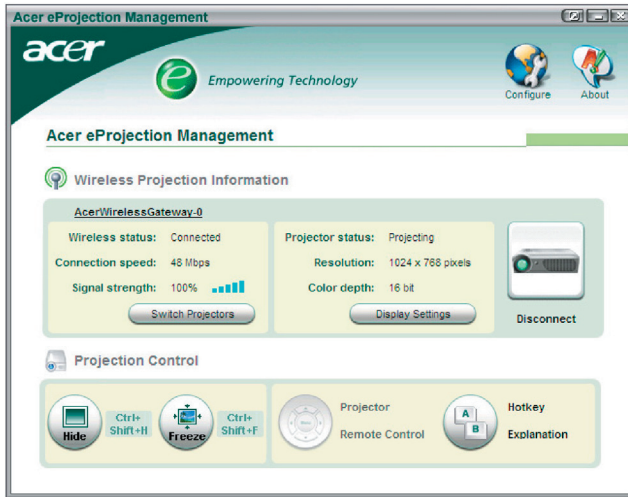 Acer eProjection Management
acer
e Empowering Technology
Configure
About
Acer eProjection Management
Wireless Projection Information
AcerWirelessGateway-0
Wireless status: Connected
Connection speed: 48 Mbps
Signal strength: 100%
Switch Projectors
Projector status: Projecting
Resolution: 1024 x 768 pixels
Color depth: 16 bit
Display Settings
Disconnect
Projection Control
Hide
Ctrl+
Shift+H
Freeze
Ctrl+
Shift+F
Menu
Projector
Remote Control
A
B
Hotkey
Explanation